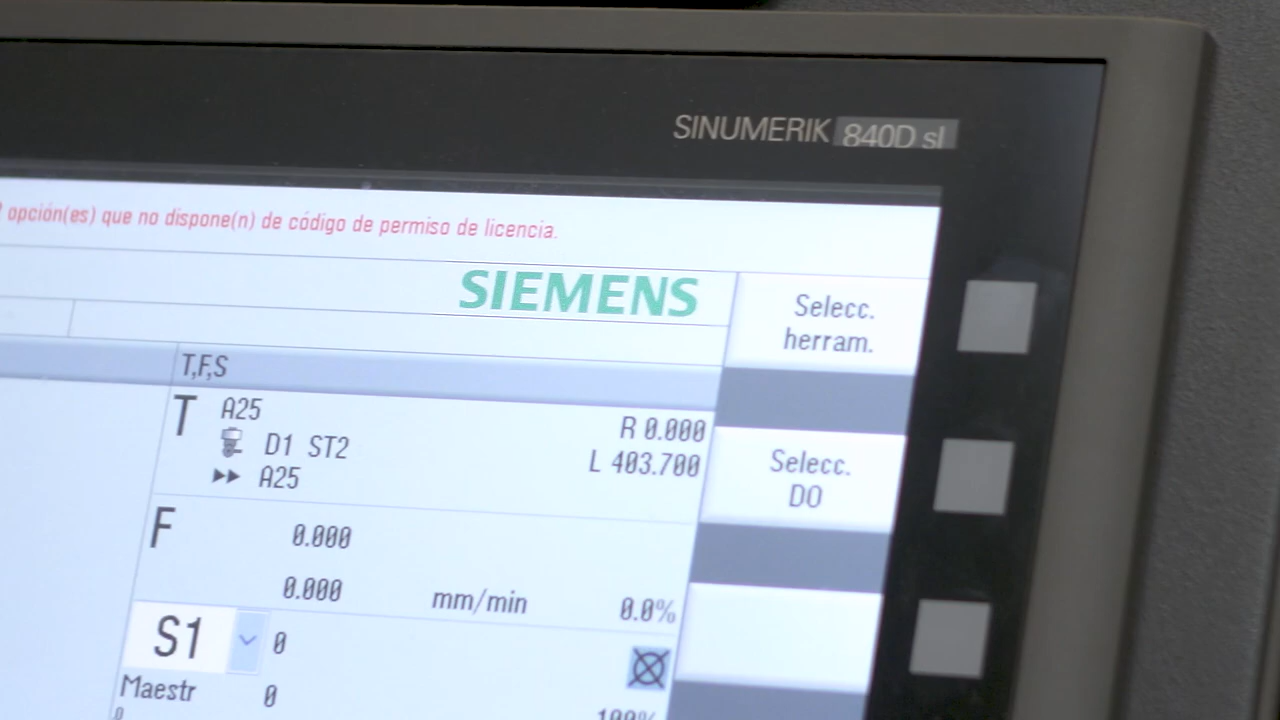 SINUMERIK 840D sl
opción(es) que no dispone(n) de código de permiso de licencia.
SIEMENS
Selecc.
herram.
T,F,S
T A25 R 0.000
D1 ST2 L 403.700
A25
Selecc.
DO
F 0.000
0.000 mm/min 0.0%
S1 0
Maestr 0
100%